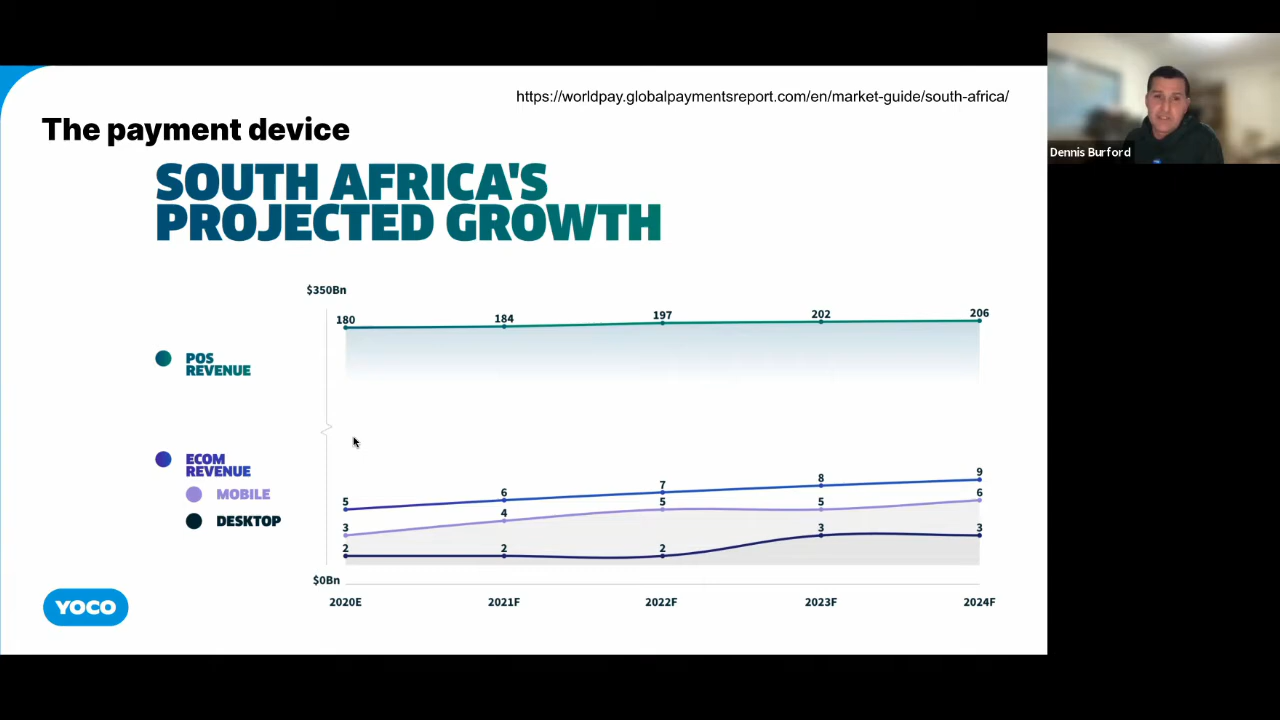 https://worldpay.globalpaymentsreport.com/en/market-guide/south-africa/
The payment device
SOUTH AFRICA'S
PROJECTED GROWTH
Dennis Burford
$350Bn
180 184 197 202 206
POS
REVENUE
ECOM
REVENUE
MOBILE
DESKTOP
5 6 7 8 9
3 4 5 5 6
2 2 2 3 3
$0Bn
2020E 2021F 2022F 2023F 2024F
YOCO